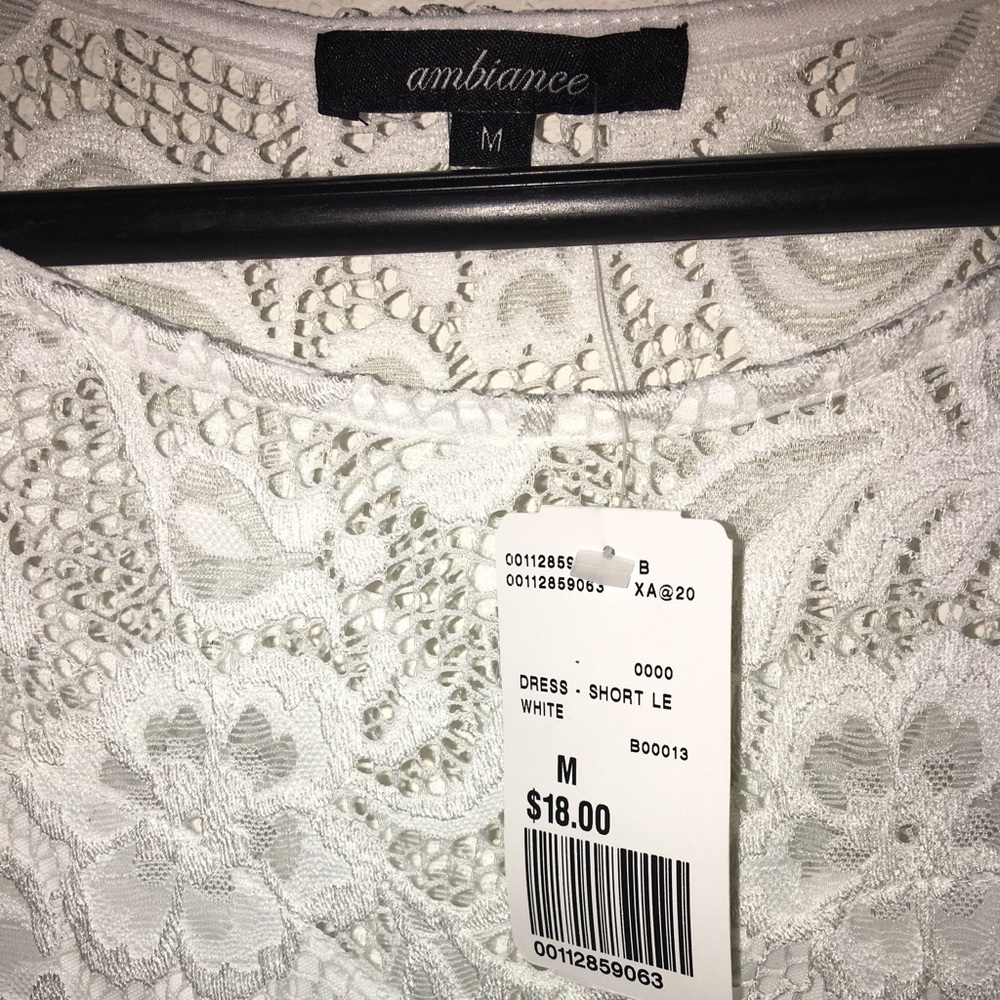 ambiance
M
00112859 B
00112859063 XA@20
0000
DRESS - SHORT LE
WHITE
B00013
M
$18.00
00112859063